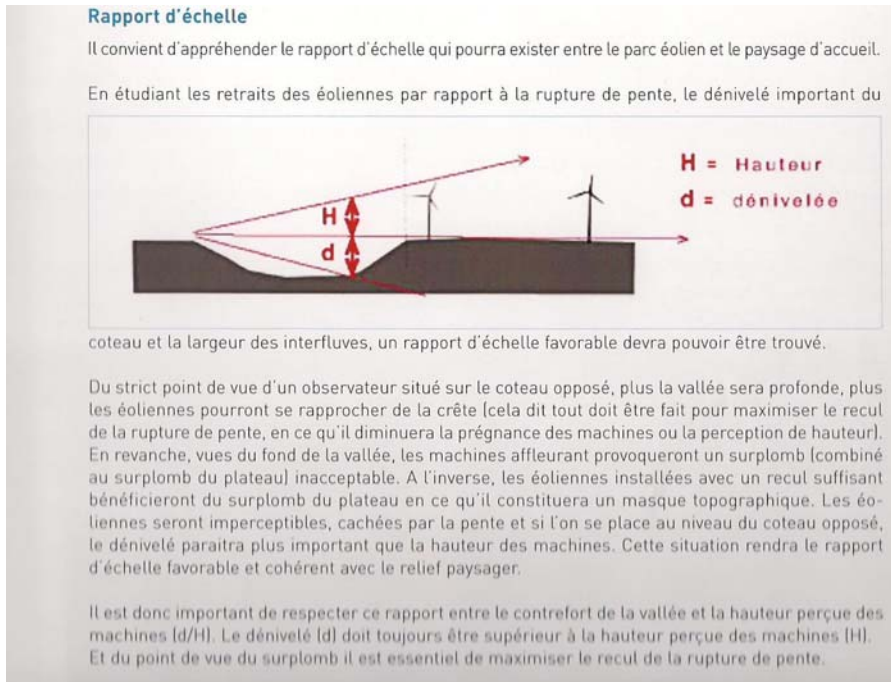 Rapport d'échelle
Il convient d'appréhender le rapport d'échelle qui pourra exister entre le parc éolien et le paysage d'accueil.
En étudiant les retraits des éoliennes par rapport à la rupture de pente, le dénivelé important du
H = Hauteur
d = dénivelée
H
d
coteau et la largeur des interfluves, un rapport d'échelle favorable devra pouvoir être trouvé.
Du strict point de vue d'un observateur situé sur le coteau opposé, plus la vallée sera profonde, plus
les éoliennes pourront se rapprocher de la crête (cela dit tout doit être fait pour maximiser le recul
de la rupture de pente, en ce qu'il diminuera la prégnance des machines ou la perception de hauteur).
En revanche, vues du fond de la vallée, les machines affleurant provoqueront un surplomb (combiné
au surplomb du plateau) inacceptable. A l'inverse, les éoliennes installées avec un recul suffisant
bénéficieront du surplomb du plateau en ce qu'il constituera un masque topographique. Les éo-
liennes seront imperceptibles, cachées par la pente et si l'on se place au niveau du coteau opposé,
le dénivelé paraitra plus important que la hauteur des machines. Cette situation rendra le rapport
d'échelle favorable et cohérent avec le relief paysager.
Il est donc important de respecter ce rapport entre le contrefort de la vallée et la hauteur perçue des
machines (d/H). Le dénivelé (d) doit toujours être supérieur à la hauteur perçue des machines (H).
Et du point de vue du surplomb il est essentiel de maximiser le recul de la rupture de pente.